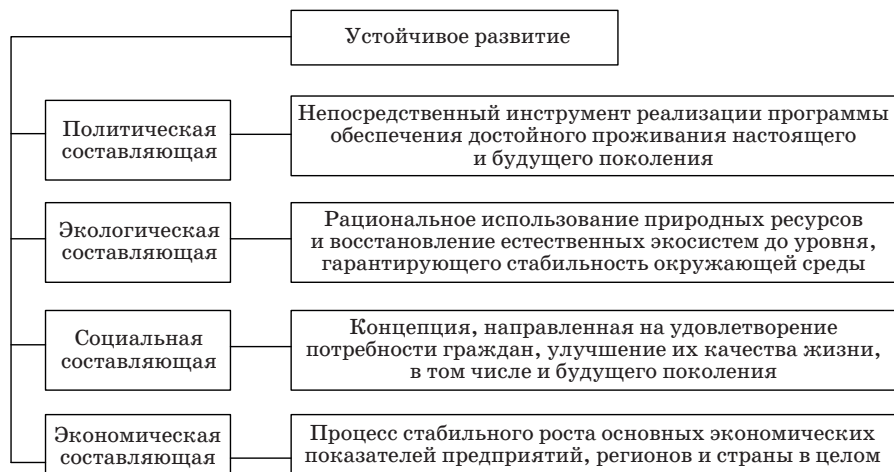 Устойчивое развитие
Политическая
составляющая
Непосредственный инструмент реализации программы
обеспечения достойного проживания настоящего
и будущего поколения
Экологическая
составляющая
Рациональное использование природных ресурсов
и восстановление естественных экосистем до уровня,
гарантирующего стабильность окружающей среды
Социальная
составляющая
Концепция, направленная на удовлетворение
потребности граждан, улучшение их качества жизни,
в том числе и будущего поколения
Экономическая
составляющая
Процесс стабильного роста основных экономических
показателей предприятий, регионов и страны в целом